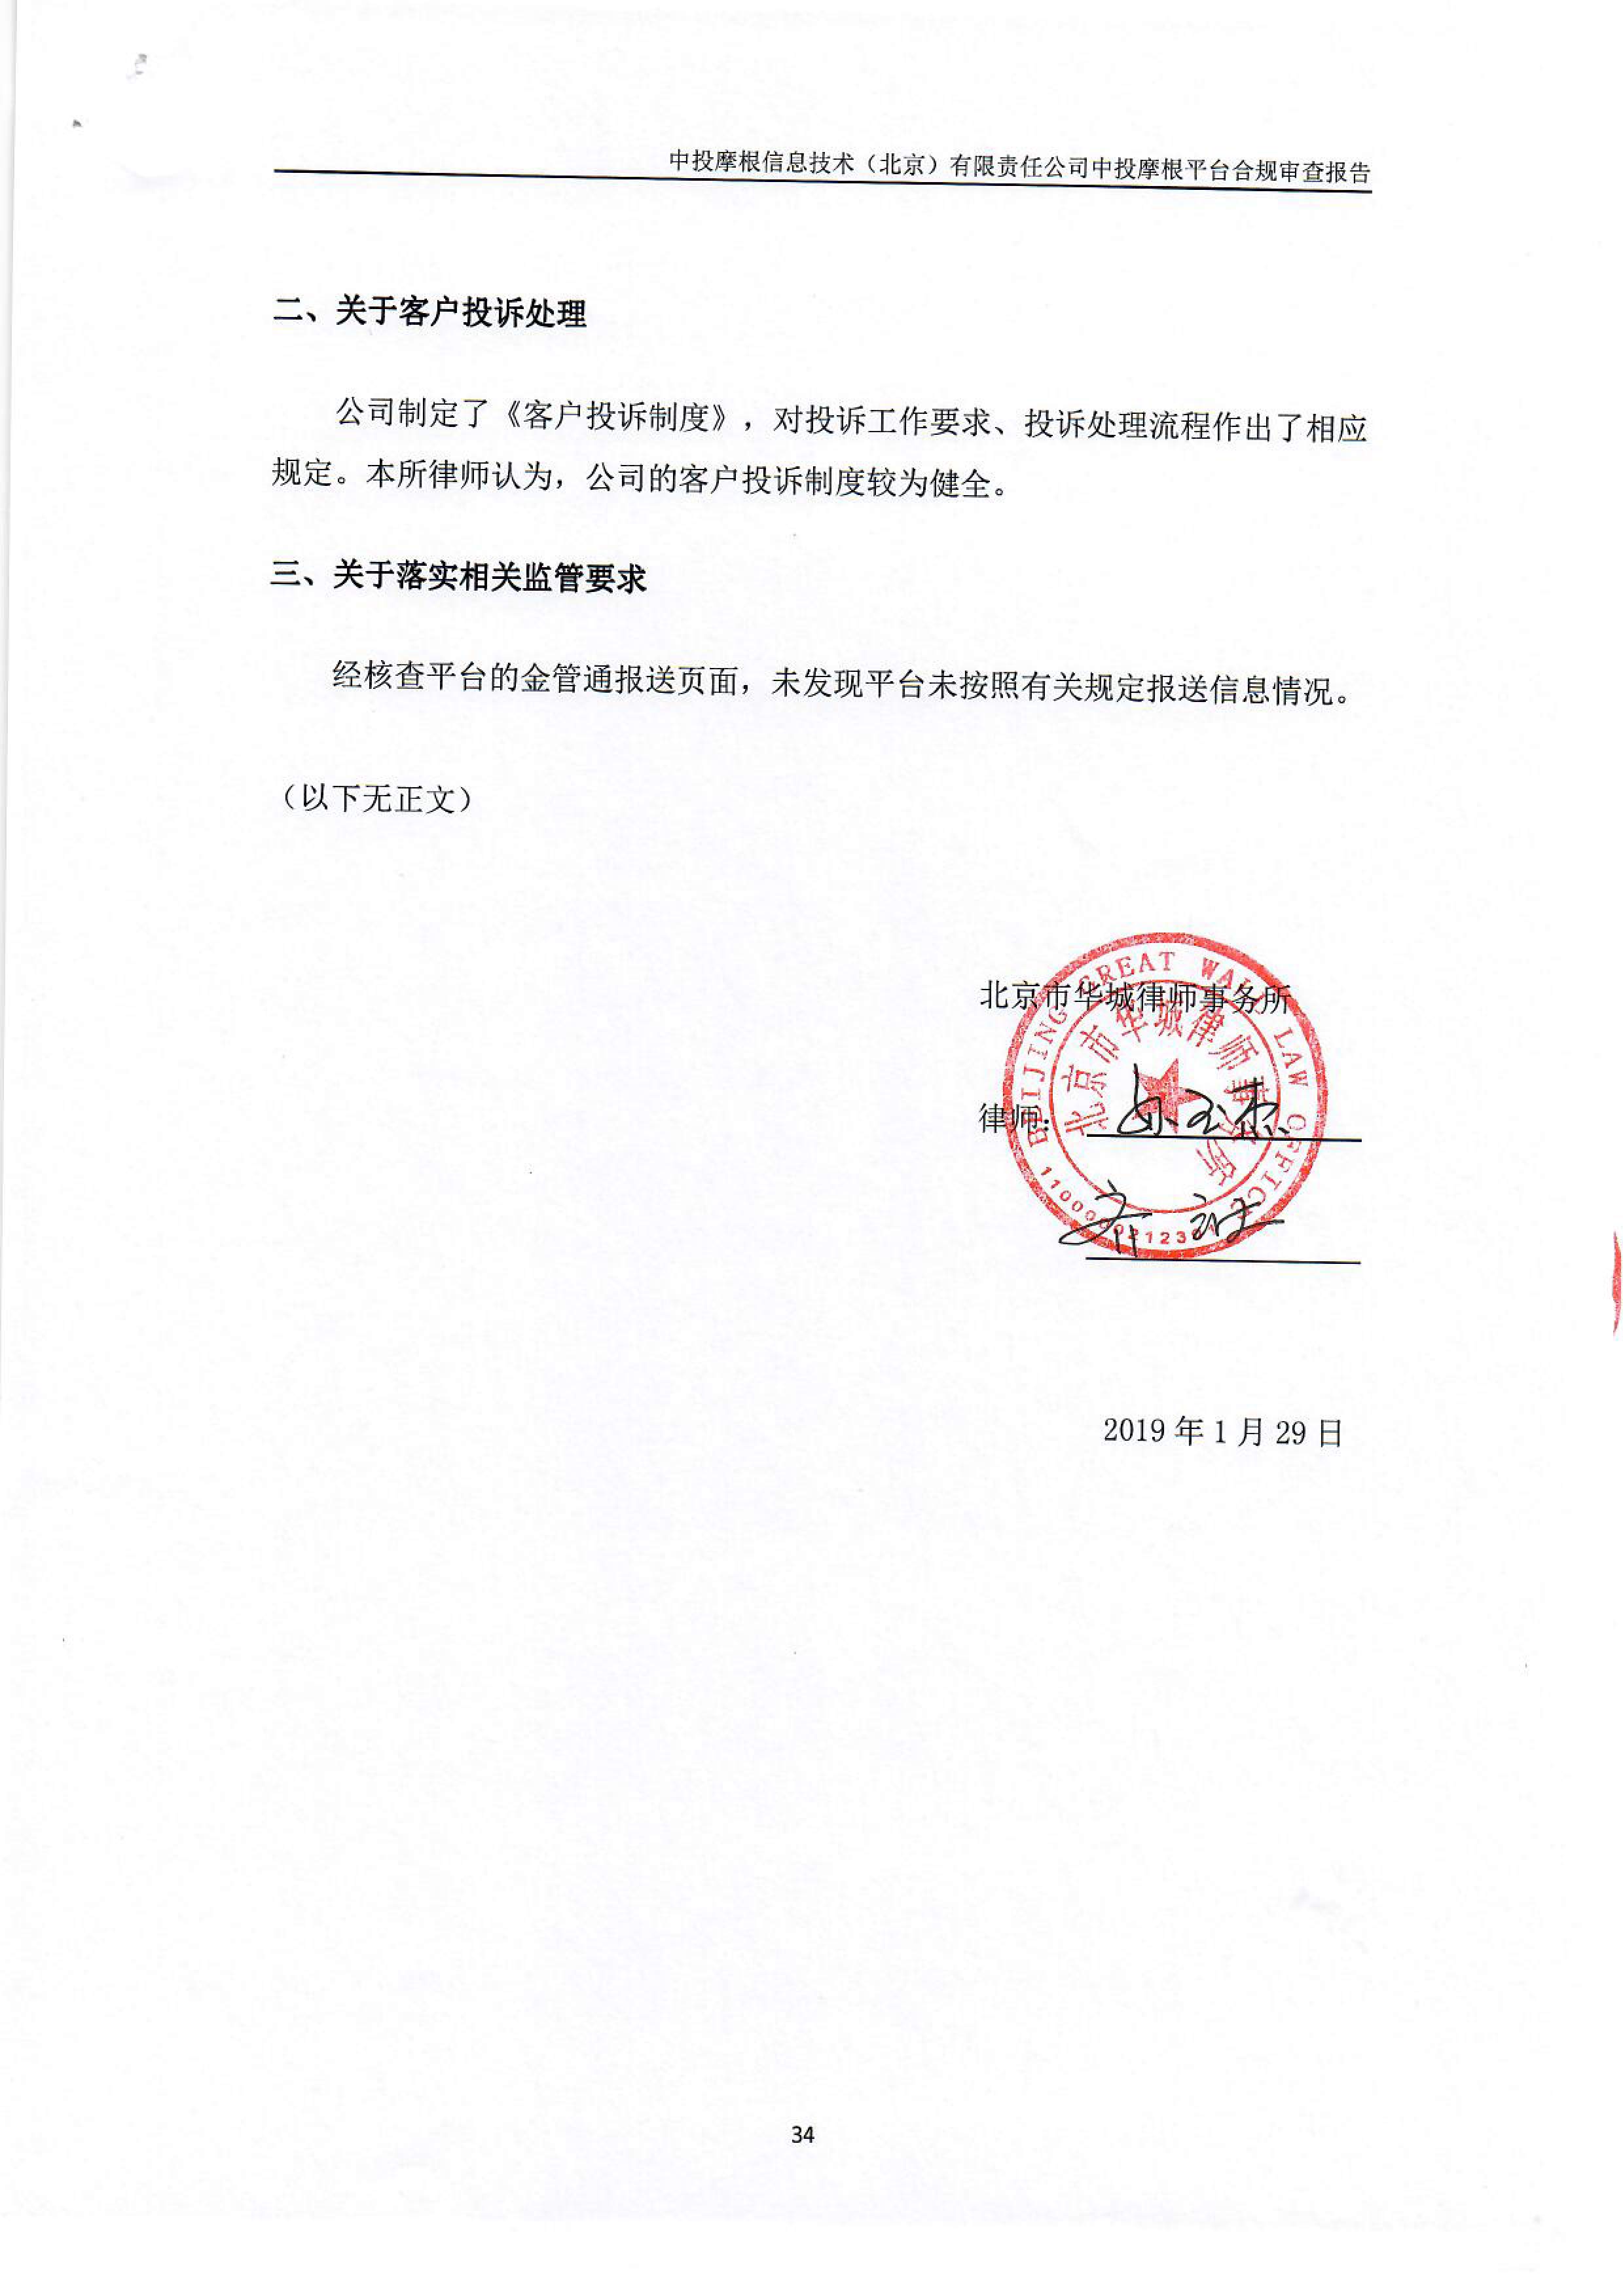 中投摩根信息技术（北京）有限责任公司中投摩根平台合规审查报告
二、关于客户投诉处理
公司制定了《客户投诉制度》，对投诉工作要求、投诉处理流程作出了相应
规定。本所律师认为，公司的客户投诉制度较为健全。
三、关于落实相关监管要求
经核查平台的金管通报送页面，未发现平台未按照有关规定报送信息情况。
（以下无正文）
北京市华城律师事务所
BEIJING GREAT WALL LAW OFFICE
北京市华城律师事务所
律师：
2019 年 1 月 29 日
34